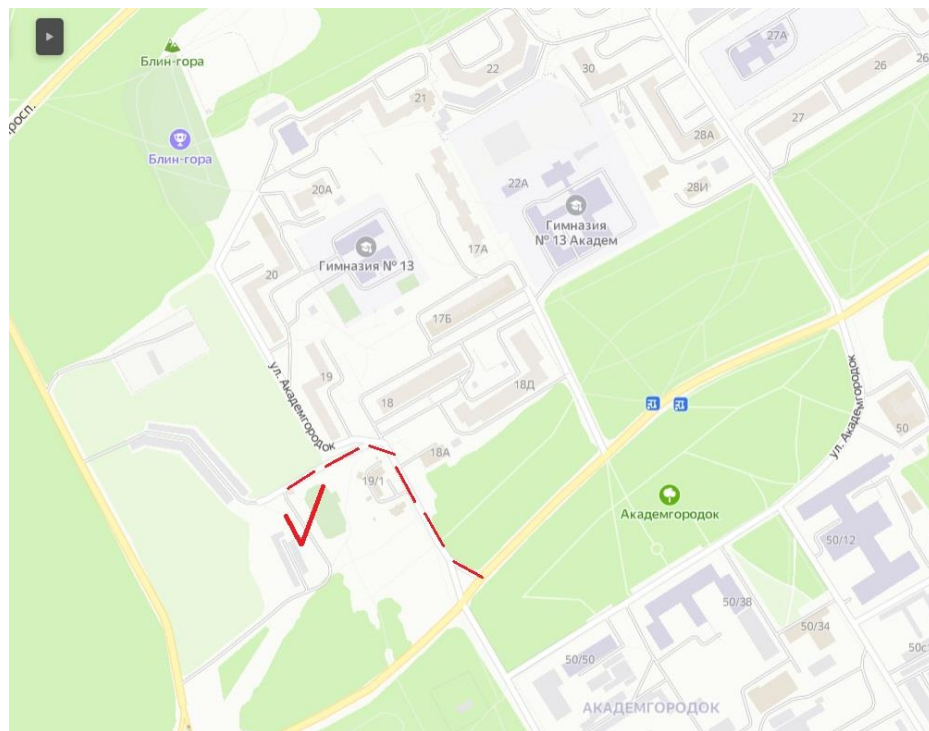 27А
Блин-гора
22
30
26
26
21
росп.
27
28А
Блин-гора
20А
22А
28И
Гимназия
№ 13 Академ
17А
Гимназия № 13
20
17Б
19
18Д
18
ул. Академгородок
ул. Академгородок
50
18А
19/1
Академгородок
50/12
50/38
50/34
50с
50/50
АКАДЕМГОРОДОК